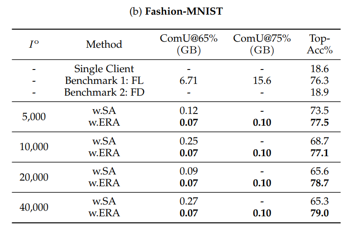 (b) Fashion-MNIST
I^o Method ComU@65% (GB) ComU@75% (GB) Top-Acc%
- Single Client - - 18.6
- Benchmark 1: FL 6.71 15.6 76.3
- Benchmark 2: FD - - 18.9
5,000 w.SA 0.12 - 73.5
w.ERA 0.07 0.10 77.5
10,000 w.SA 0.25 - 68.7
w.ERA 0.07 0.10 77.1
20,000 w.SA 0.09 - 65.6
w.ERA 0.07 0.10 78.7
40,000 w.SA 0.27 - 65.3
w.ERA 0.07 0.10 79.0